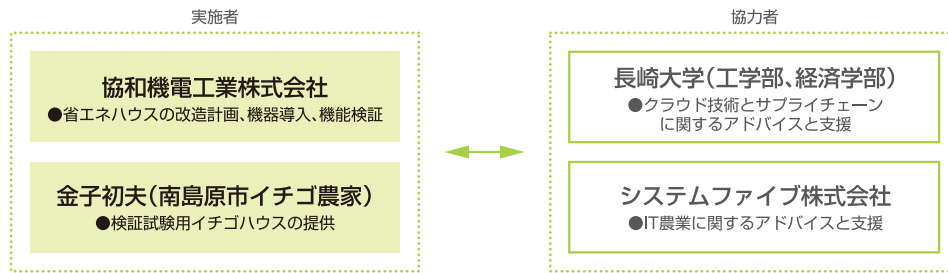 実施者
協和機電工業株式会社
●省エネハウスの改造計画、機器導入、機能検証
金子初夫(南島原市イチゴ農家)
●検証試験用イチゴハウスの提供
協力者
長崎大学(工学部、経済学部)
●クラウド技術とサプライチェーン
に関するアドバイスと支援
システムファイブ株式会社
●IT農業に関するアドバイスと支援